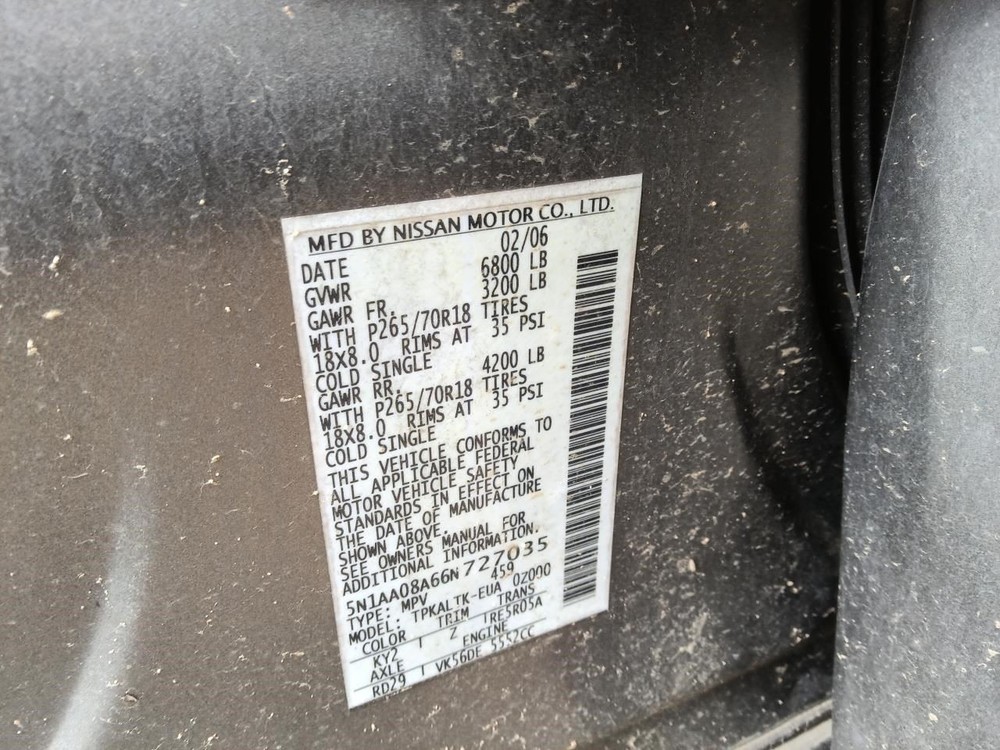 MFD BY NISSAN MOTOR CO., LTD.
DATE 02/06
GVWR 6800 LB
GAWR FR. 3200 LB
WITH P265/70R18 TIRES
18X8.0 RIMS AT 35 PSI
COLD SINGLE
GAWR RR. 4200 LB
WITH P265/70R18 TIRES
18X8.0 RIMS AT 35 PSI
COLD SINGLE
THIS VEHICLE CONFORMS TO
ALL APPLICABLE FEDERAL
MOTOR VEHICLE SAFETY
STANDARDS IN EFFECT ON
THE DATE OF MANUFACTURE
SHOWN ABOVE.
SEE OWNERS MANUAL FOR
ADDITIONAL INFORMATION.
5N1AA08A66N727035
TYPE: MPV 459
MODEL: TPKALTK-EUA 0Z000
COLOR TRIM TRANS
KY2 Z TRE5R05A
AXLE ENGINE
RD29 VK56DE 5552CC